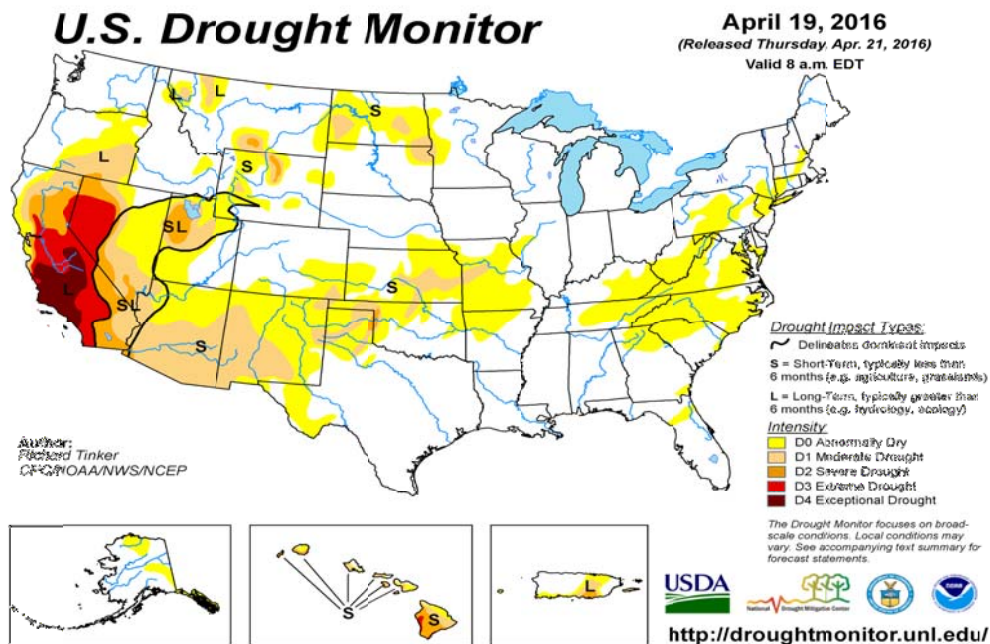 U.S. Drought Monitor
April 19, 2016
(Released Thursday, Apr. 21, 2016)
Valid 8 a.m. EDT
L
L
S
L
S
SL
S
L
SL
S
Drought Impact Types:
Delineates dominant impacts
S = Short-Term, typically less than
6 months (e.g. agriculture, grasslands)
L = Long-Term, typically greater than
6 months (e.g. hydrology, ecology)
Intensity:
D0 Abnormally Dry
D1 Moderate Drought
D2 Severe Drought
D3 Extreme Drought
D4 Exceptional Drought
Author:
Richard Tinker
CPC/NOAA/NWS/NCEP
The Drought Monitor focuses on broad-
scale conditions. Local conditions may
vary. See accompanying text summary for
forecast statements.
S
S
L
USDA
National Drought Mitigation Center
http://droughtmonitor.unl.edu/